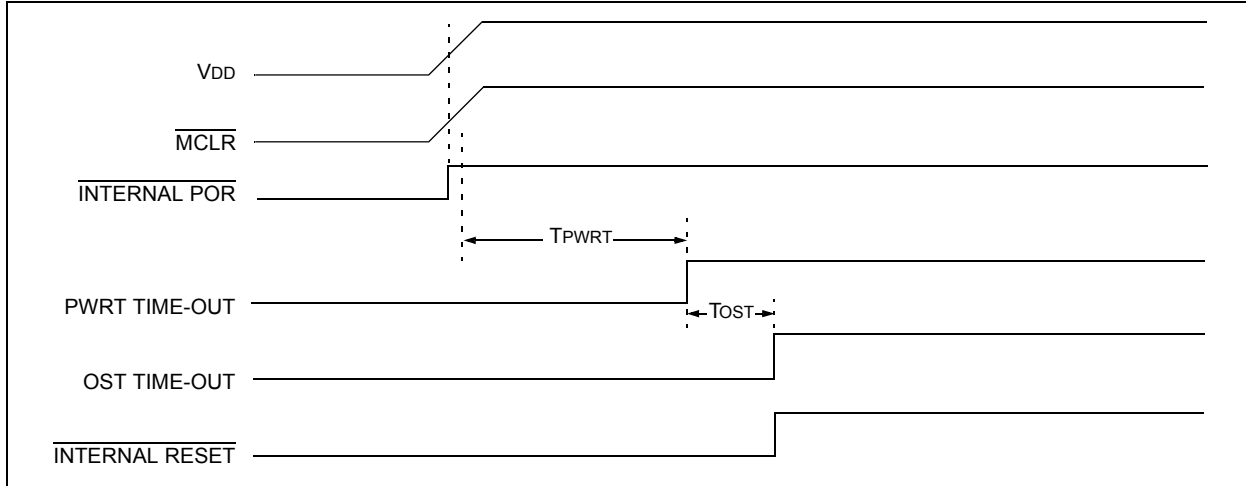 VDD
MCLR
INTERNAL POR
TPWRT
PWRT TIME-OUT
TOST
OST TIME-OUT
INTERNAL RESET